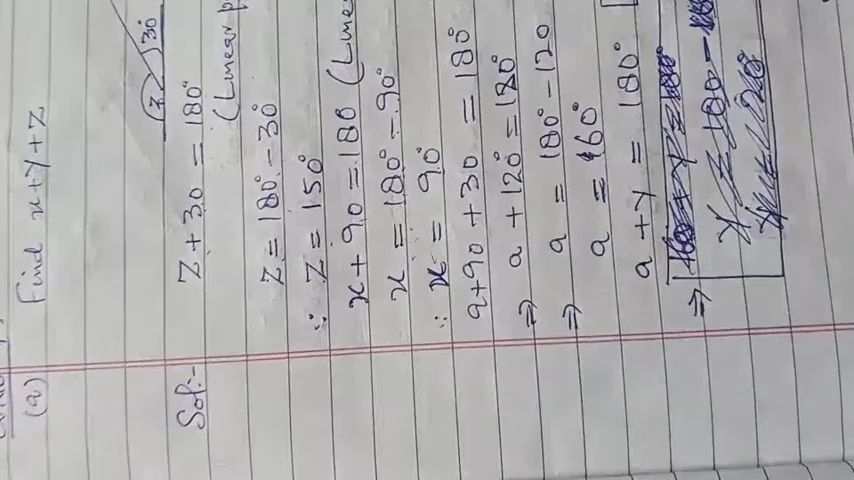 (a) Find x+y+z
z 30
Sol:- Z+30 = 180°
(Linear
Z = 180° - 30°
∴ Z = 150°
x + 90 = 180 (Line
x = 180° - 90°
∴ x = 90°
a+90 + 30 = 180°
⇒ a + 120° = 180°
⇒ a = 180° - 120
a = 60°
a + y = 180°
⇒